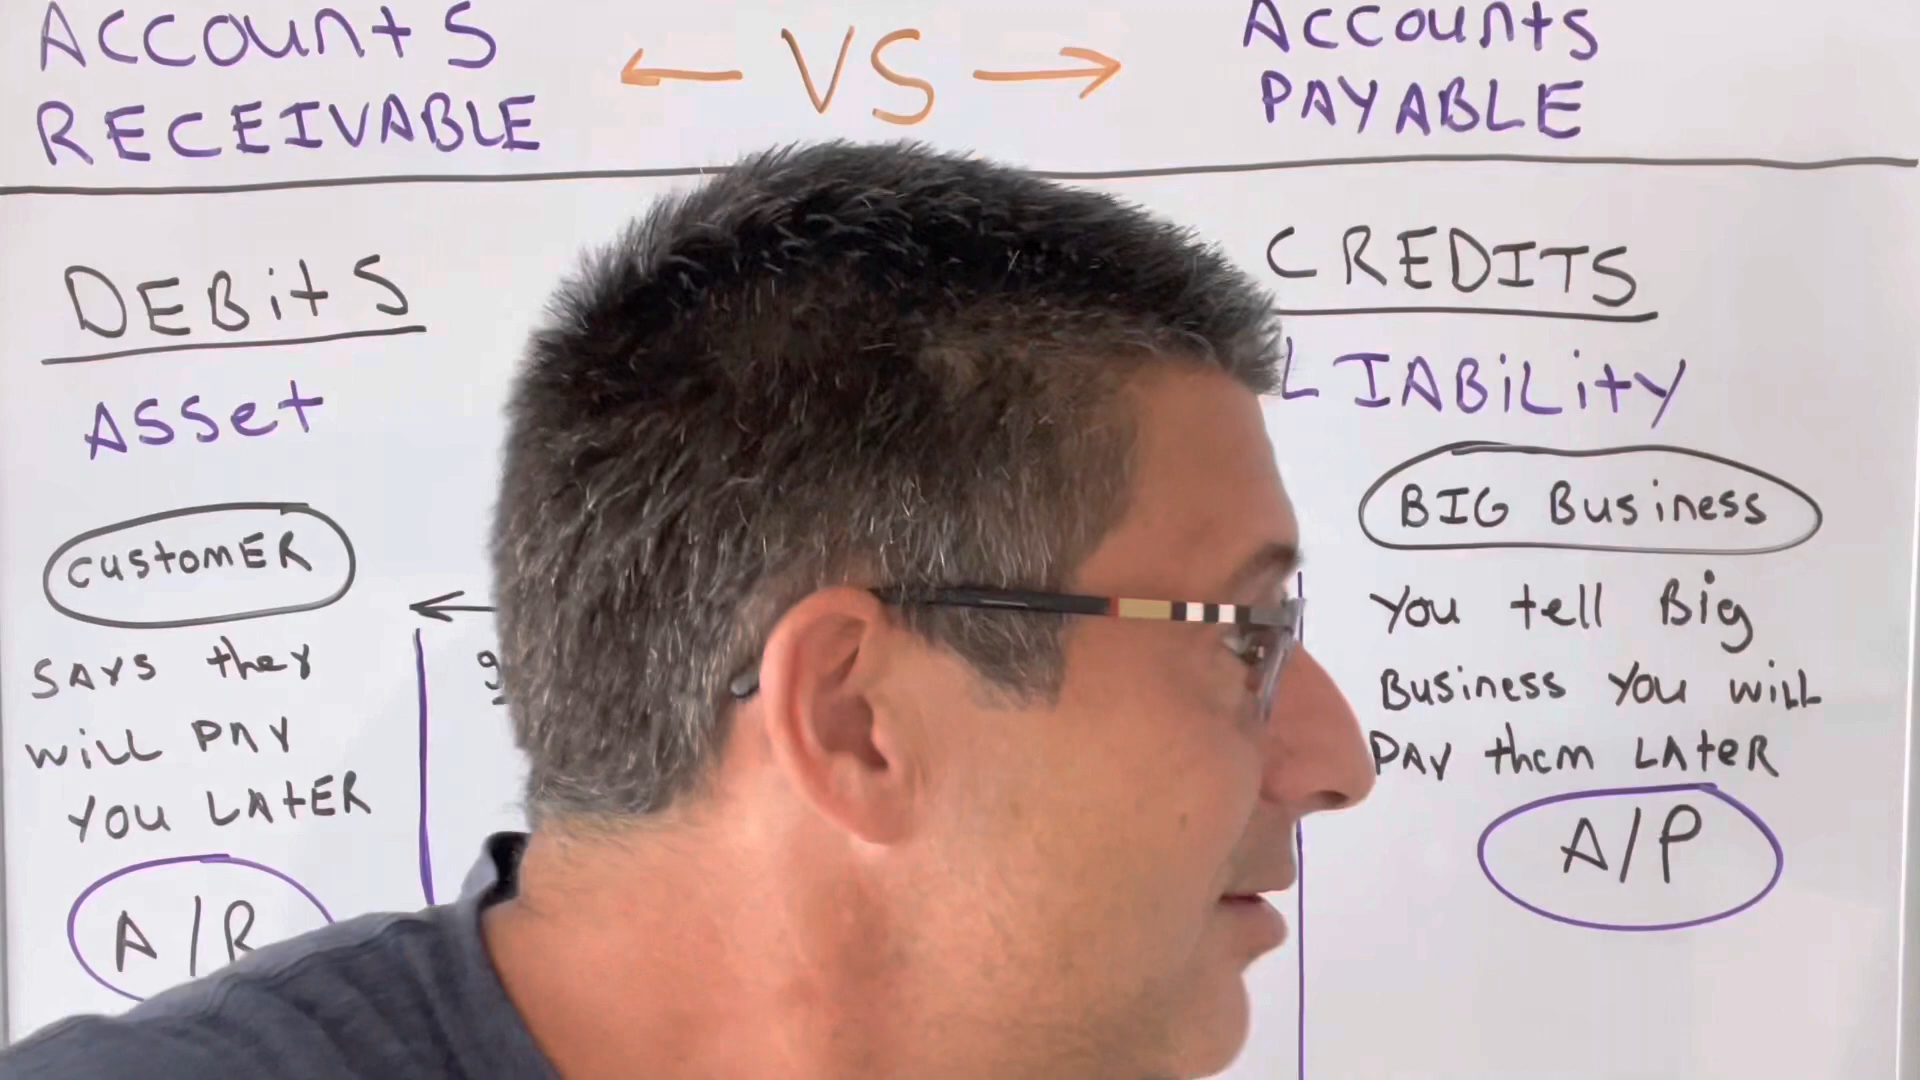 Accounts
RECEIVABLE
VS
Accounts
PAYABLE
DEBits
Asset
customER
SAYS they
will PAY
YOU LATER
A/R
CREDITS
LIABiLity
BIG Business
You tell Big
Business You will
PAY them LAteR
A/P